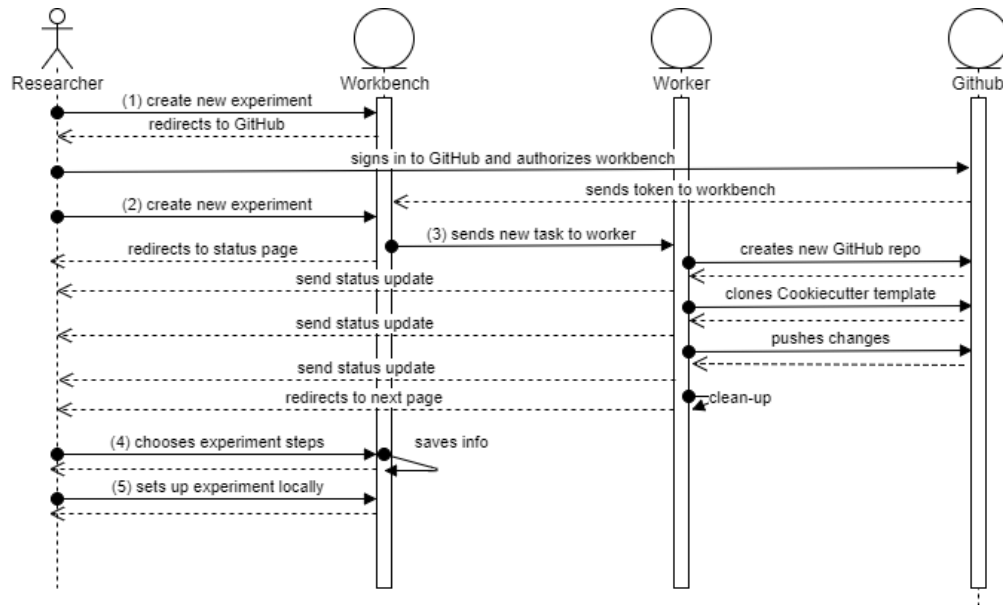 Researcher
Workbench
Worker
Github
(1) create new experiment
redirects to GitHub
signs in to GitHub and authorizes workbench
sends token to workbench
(2) create new experiment
(3) sends new task to worker
redirects to status page
creates new GitHub repo
send status update
clones Cookiecutter template
send status update
pushes changes
send status update
redirects to next page
clean-up
(4) chooses experiment steps
saves info
(5) sets up experiment locally